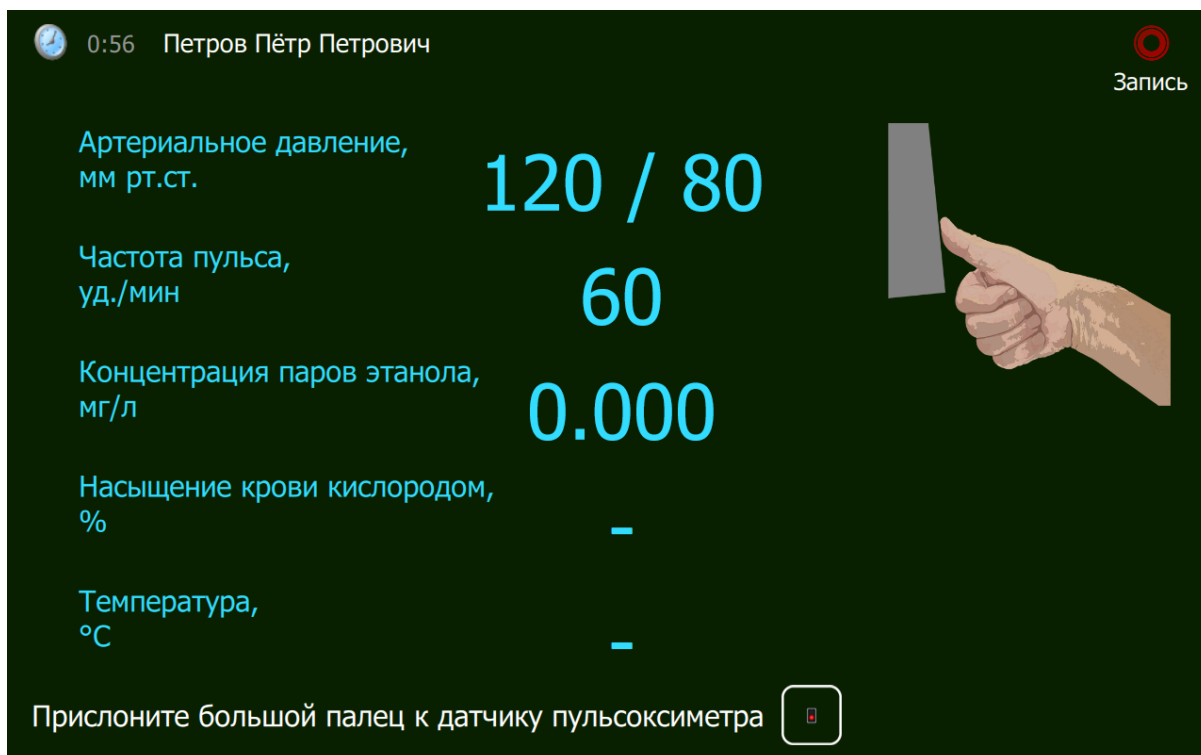 0:56 Петров Пётр Петрович
Запись
Артериальное давление,
мм рт.ст.
120 / 80
Частота пульса,
уд./мин
60
Концентрация паров этанола,
мг/л
0.000
Насыщение крови кислородом,
%
-
Температура,
°C
-
Прислоните большой палец к датчику пульсоксиметра